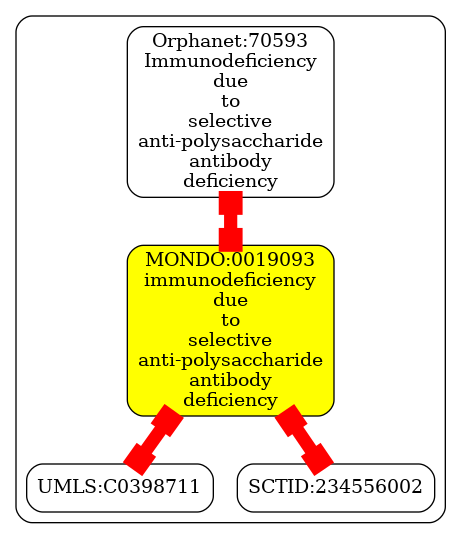 Orphanet:70593
Immunodeficiency
due
to
selective
anti-polysaccharide
antibody
deficiency
MONDO:0019093
immunodeficiency
due
to
selective
anti-polysaccharide
antibody
deficiency
UMLS:C0398711
SCTID:234556002